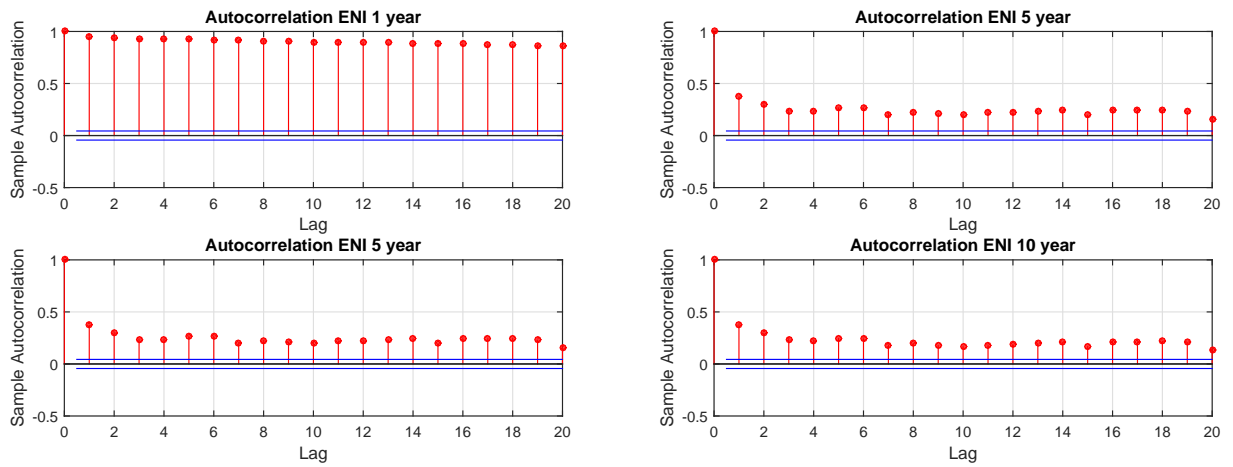 Autocorrelation ENI 1 year
Sample Autocorrelation
1
0.5
0
-0.5
0 2 4 6 8 10 12 14 16 18 20
Lag
Autocorrelation ENI 5 year
Sample Autocorrelation
1
0.5
0
-0.5
0 2 4 6 8 10 12 14 16 18 20
Lag
Autocorrelation ENI 5 year
Sample Autocorrelation
1
0.5
0
-0.5
0 2 4 6 8 10 12 14 16 18 20
Lag
Autocorrelation ENI 10 year
Sample Autocorrelation
1
0.5
0
-0.5
0 2 4 6 8 10 12 14 16 18 20
Lag